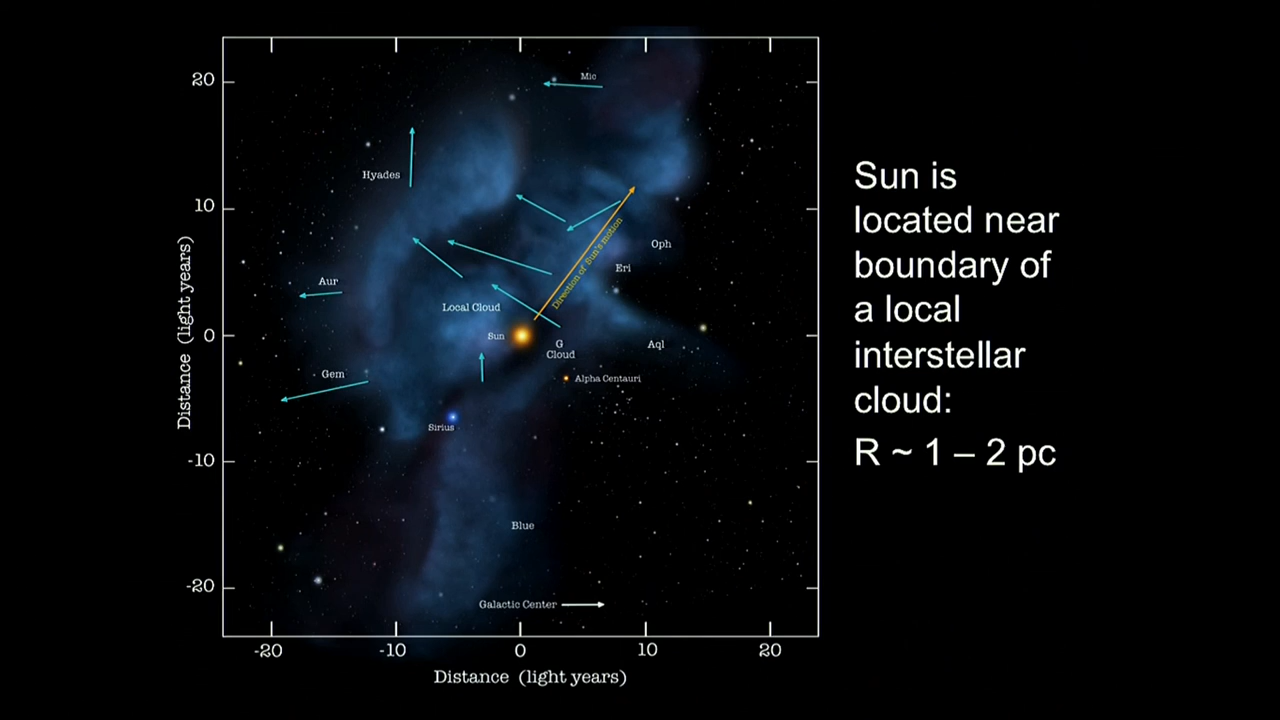 20
10
0
-10
-20
Distance (light years)
-20
-10
0
10
20
Distance (light years)
Mic
Hyades
Oph
Eri
Direction of Sun's motion
Aur
Local Cloud
Sun
G
Cloud
Aql
Gem
Alpha Centauri
Sirius
Blue
Galactic Center
Sun is
located near
boundary of
a local
interstellar
cloud:
R ~ 1 – 2 pc